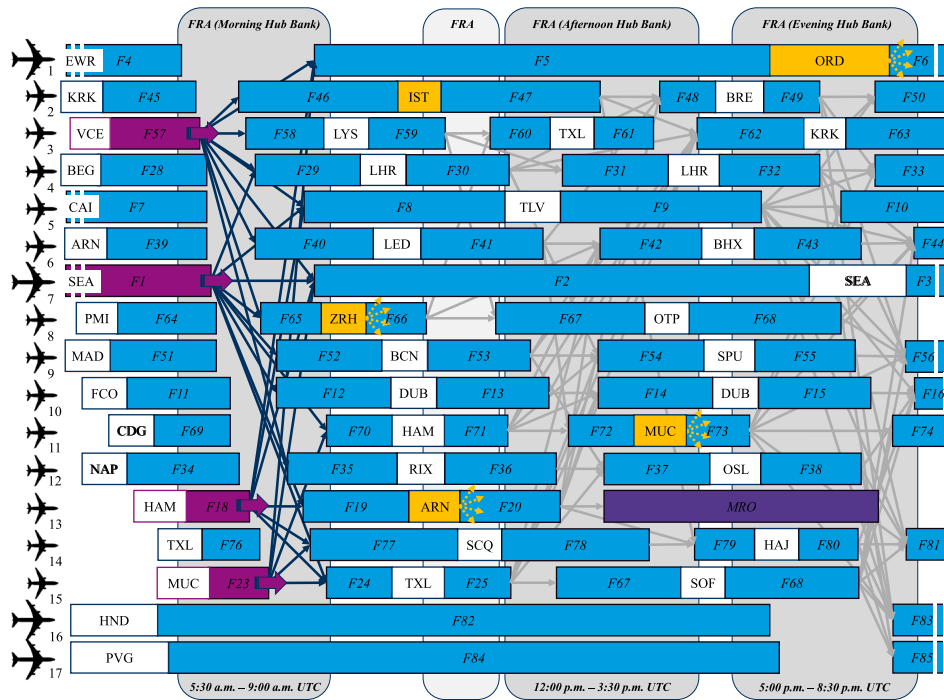 FRA (Morning Hub Bank) FRA FRA (Afternoon Hub Bank) FRA (Evening Hub Bank)
1 EWR F4 F5 ORD F6
2 KRK F45 F46 IST F47 F48 BRE F49 F50
3 VCE F57 F58 LYS F59 F60 TXL F61 F62 KRK F63
4 BEG F28 F29 LHR F30 F31 LHR F32 F33
5 CAI F7 F8 TLV F9 F10
6 ARN F39 F40 LED F41 F42 BHX F43 F44
7 SEA F1 F2 SEA F3
8 PMI F64 F65 ZRH F66 F67 OTP F68
9 MAD F51 F52 BCN F53 F54 SPU F55 F56
10 FCO F11 F12 DUB F13 F14 DUB F15 F16
11 CDG F69 F70 HAM F71 F72 MUC F73 F74
12 NAP F34 F35 RIX F36 F37 OSL F38
13 HAM F18 F19 ARN F20 MRO
14 TXL F76 F77 SCQ F78 F79 HAJ F80 F81
15 MUC F23 F24 TXL F25 F67 SOF F68
16 HND F82 F83
17 PVG F84 F85
5:30 a.m. – 9:00 a.m. UTC 12:00 p.m. – 3:30 p.m. UTC 5:00 p.m. – 8:30 p.m. UTC